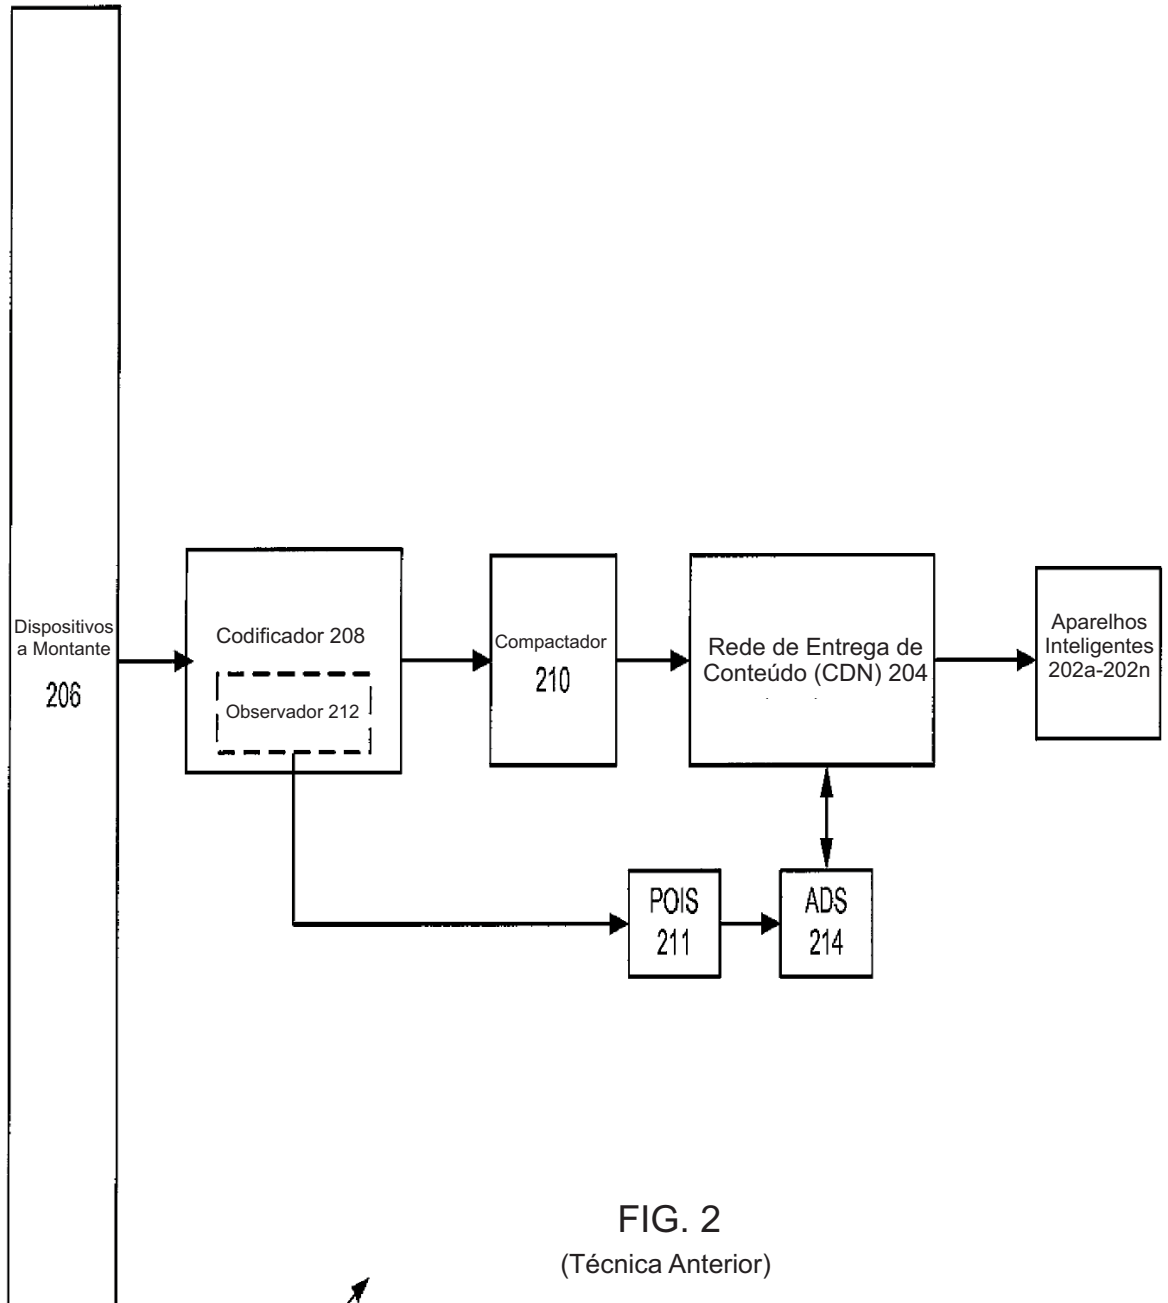 Dispositivos
a Montante
206
Codificador 208
Observador 212
Compactador
210
Rede de Entrega de
Conteúdo (CDN) 204
Aparelhos
Inteligentes
202a-202n
POIS
211
ADS
214
FIG. 2
(Técnica Anterior)